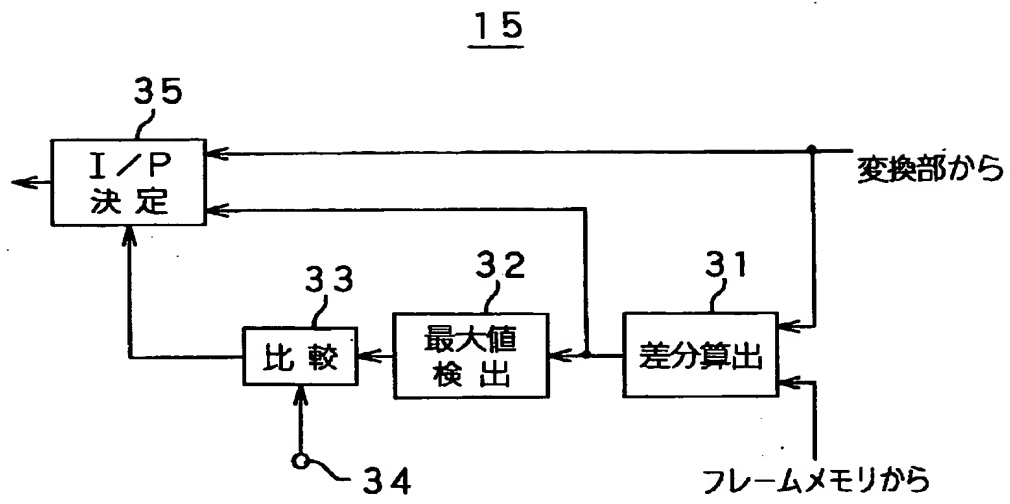 15
35
I/P
決定
変換部から
33
比較
32
最大値
検出
31
差分算出
34
フレームメモリから